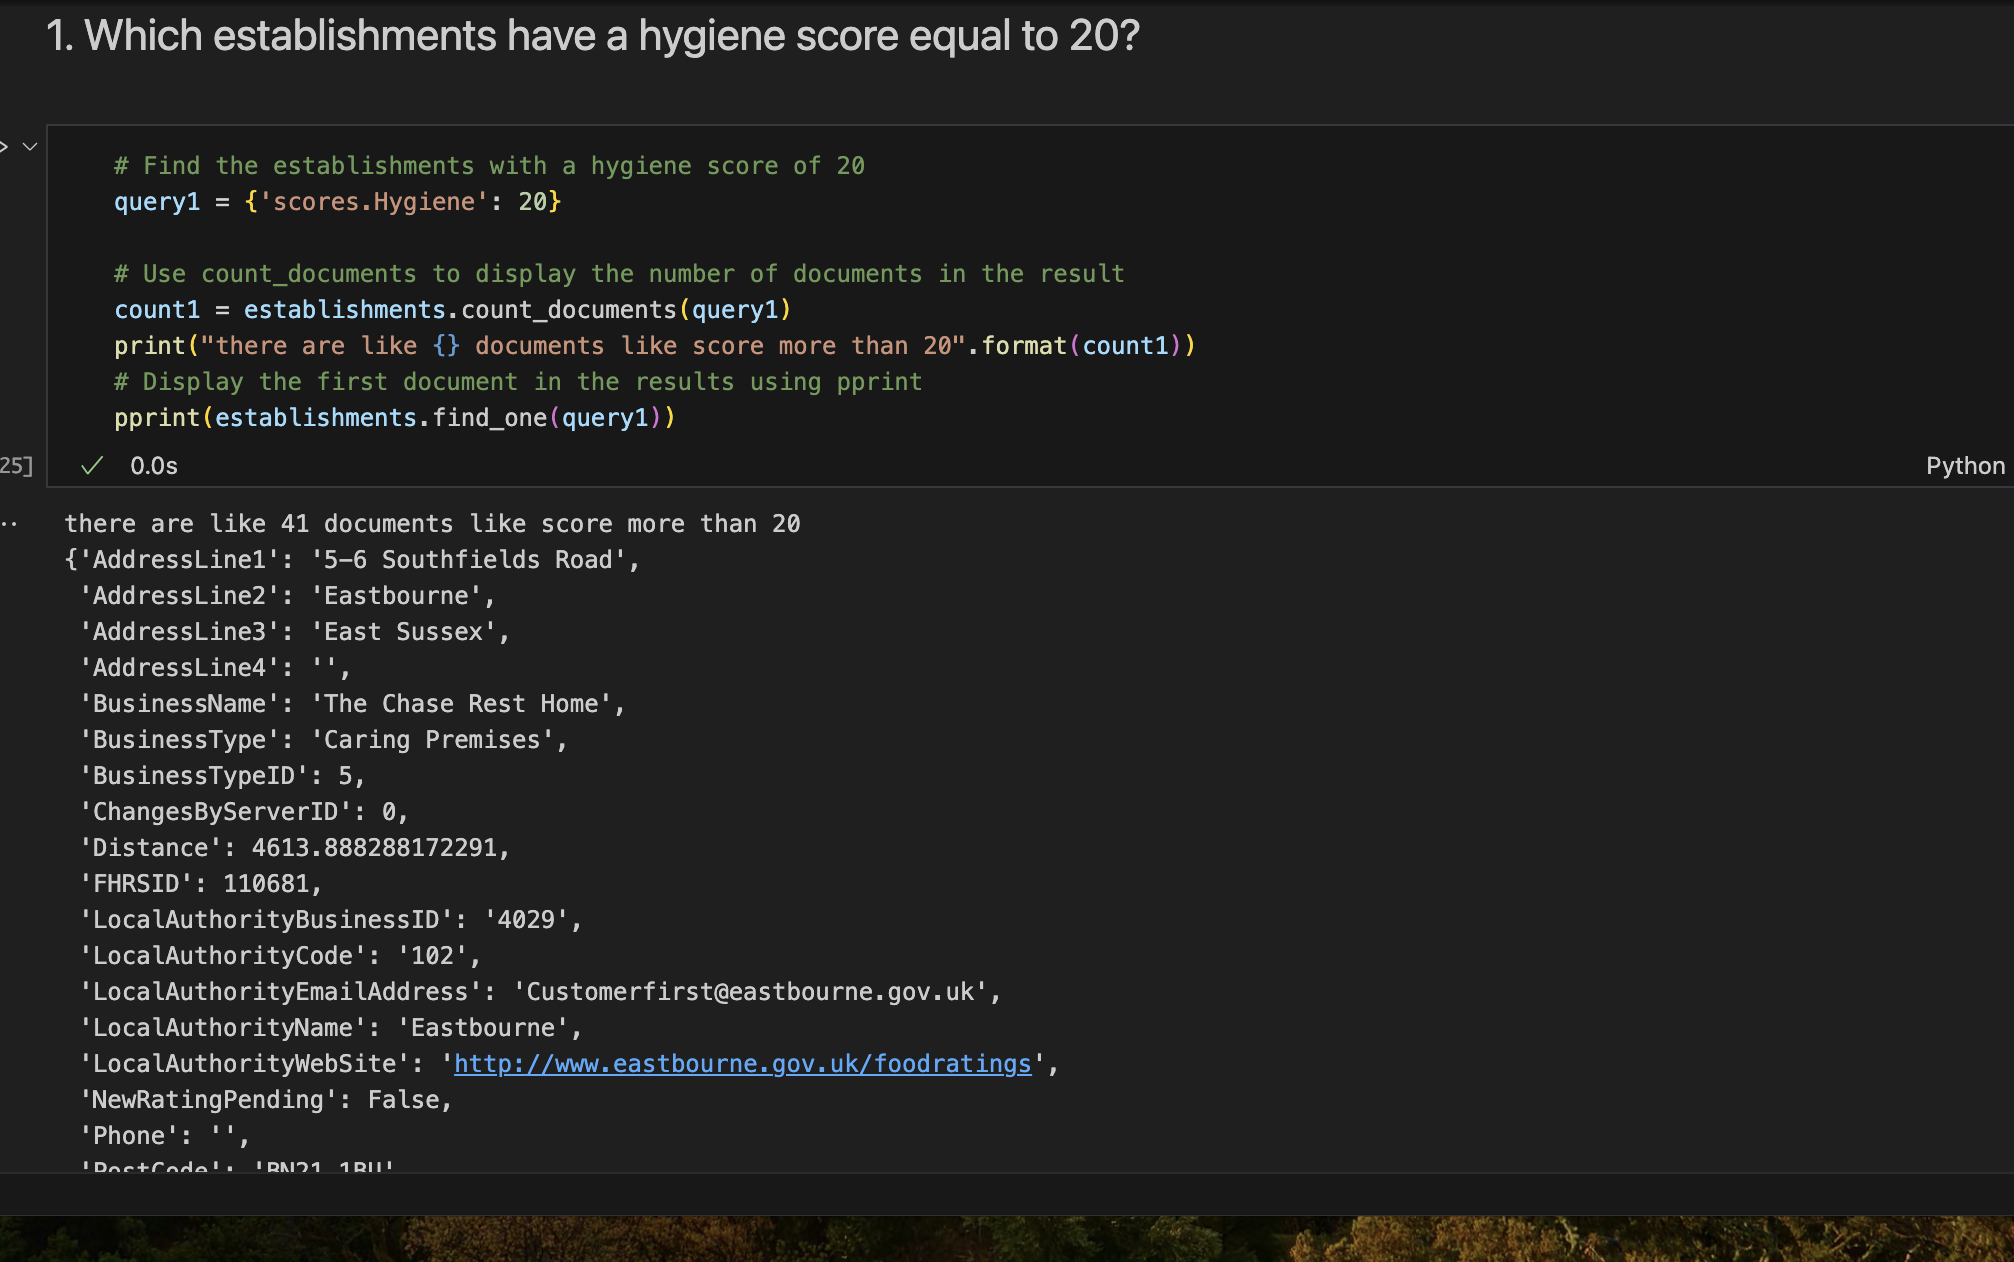 1. Which establishments have a hygiene score equal to 20?
# Find the establishments with a hygiene score of 20
query1 = {'scores.Hygiene': 20}
# Use count_documents to display the number of documents in the result
count1 = establishments.count_documents(query1)
print("there are like {} documents like score more than 20".format(count1))
# Display the first document in the results using pprint
pprint(establishments.find_one(query1))
25]
0.0s
Python
there are like 41 documents like score more than 20
{'AddressLine1': '5-6 Southfields Road',
'AddressLine2': 'Eastbourne',
'AddressLine3': 'East Sussex',
'AddressLine4': '',
'BusinessName': 'The Chase Rest Home',
'BusinessType': 'Caring Premises',
'BusinessTypeID': 5,
'ChangesByServerID': 0,
'Distance': 4613.888288172291,
'FHRSID': 110681,
'LocalAuthorityBusinessID': '4029',
'LocalAuthorityCode': '102',
'LocalAuthorityEmailAddress': 'Customerfirst@eastbourne.gov.uk',
'LocalAuthorityName': 'Eastbourne',
'LocalAuthorityWebSite': 'http://www.eastbourne.gov.uk/foodratings',
'NewRatingPending': False,
'Phone': '',
'PostCode': 'BN21